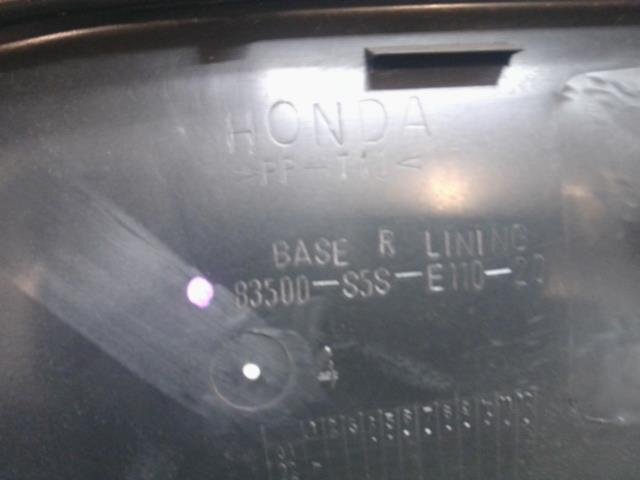 HONDA
>PP-T10<
BASE R LINING
83500-S5S-E110-20